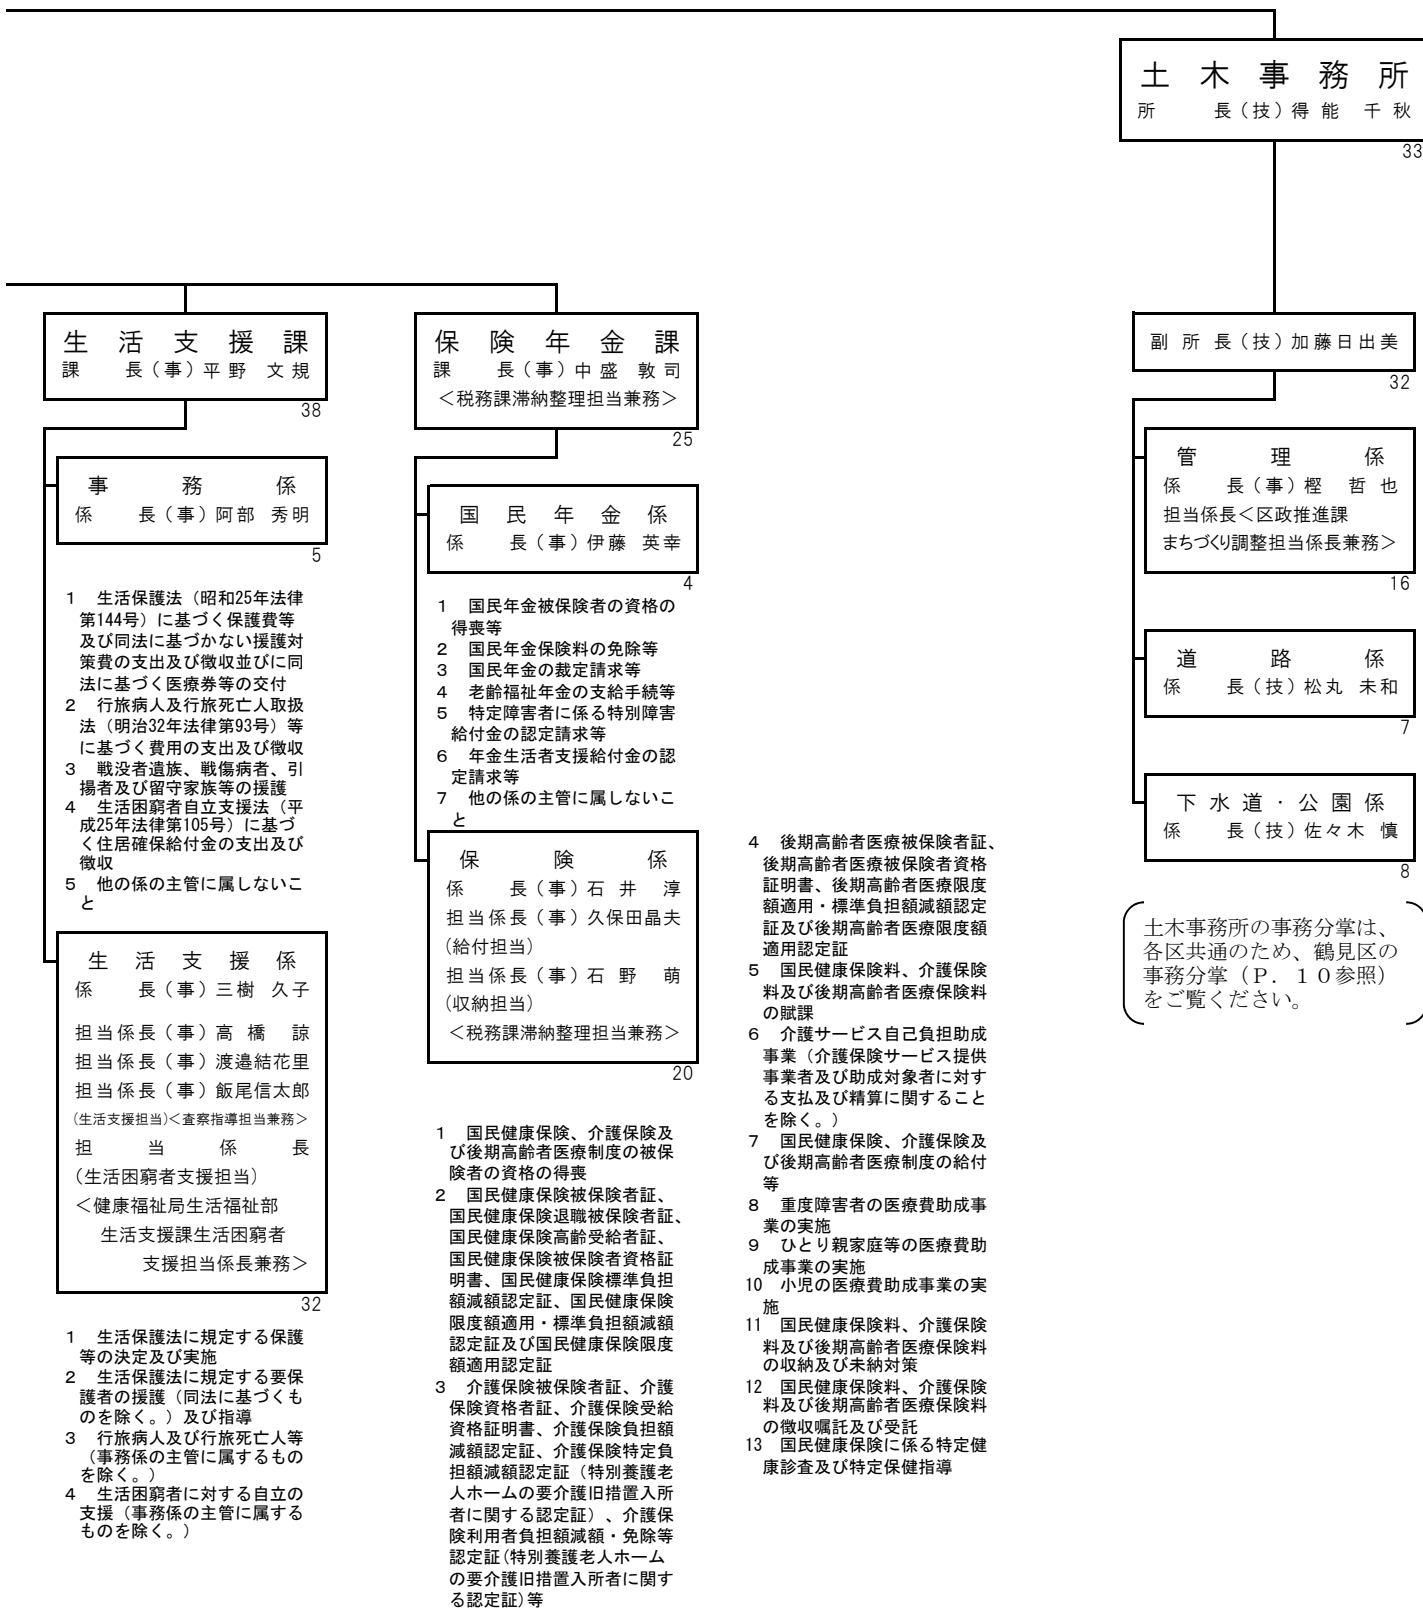 土木事務所
所　　長（技）得能　千秋
33
生活支援課
課　　長（事）平野　文規
38
事務係
係　　長（事）阿部　秀明
5
1　生活保護法（昭和25年法律
第144号）に基づく保護費等
及び同法に基づかない援護対
策費の支出及び徴収並びに同
法に基づく医療券等の交付
2　行旅病人及行旅死亡人取扱
法（明治32年法律第93号）等
に基づく費用の支出及び徴収
3　戦没者遺族、戦傷病者、引
揚者及び留守家族等の援護
4　生活困窮者自立支援法（平
成25年法律第105号）に基づ
く住居確保給付金の支出及び
徴収
5　他の係の主管に属しないこ
と
生活支援係
係　　長（事）三樹　久子
担当係長（事）高橋　諒
担当係長（事）渡邉結花里
担当係長（事）飯尾信太郎
(生活支援担当)＜査察指導担当兼務＞
担当係長
(生活困窮者支援担当)
＜健康福祉局生活福祉部
生活支援課生活困窮者
支援担当係長兼務＞
32
1　生活保護法に規定する保護
等の決定及び実施
2　生活保護法に規定する要保
護者の援護（同法に基づくも
のを除く。）及び指導
3　行旅病人及び行旅死亡人等
（事務係の主管に属するもの
を除く。）
4　生活困窮者に対する自立の
支援（事務係の主管に属する
ものを除く。）
保険年金課
課　　長（事）中盛　敦司
＜税務課滞納整理担当兼務＞
25
国民年金係
係　　長（事）伊藤　英幸
4
1　国民年金被保険者の資格の
得喪等
2　国民年金保険料の免除等
3　国民年金の裁定請求等
4　老齢福祉年金の支給手続等
5　特定障害者に係る特別障害
給付金の認定請求等
6　年金生活者支援給付金の認
定請求等
7　他の係の主管に属しないこ
と
保険係
係　　長（事）石井　淳
担当係長（事）久保田晶夫
(給付担当)
担当係長（事）石野　萌
(収納担当)
＜税務課滞納整理担当兼務＞
20
1　国民健康保険、介護保険及
び後期高齢者医療制度の被保
険者の資格の得喪
2　国民健康保険被保険者証、
国民健康保険退職被保険者証、
国民健康保険高齢受給者証、
国民健康保険被保険者資格証
明書、国民健康保険標準負担
額減額認定証、国民健康保険
限度額適用・標準負担額減額
認定証及び国民健康保険限度
額適用認定証
3　介護保険被保険者証、介護
保険資格者証、介護保険受給
資格証明書、介護保険負担額
減額認定証、介護保険特定負
担額減額認定証（特別養護老
人ホームの要介護旧措置入所
者に関する認定証）、介護保
険利用者負担額減額・免除等
認定証(特別養護老人ホーム
の要介護旧措置入所者に関す
る認定証)等
4　後期高齢者医療被保険者証、
後期高齢者医療被保険者資格
証明書、後期高齢者医療限度
額適用・標準負担額減額認定
証及び後期高齢者医療限度額
適用認定証
5　国民健康保険料、介護保険
料及び後期高齢者医療保険料
の賦課
6　介護サービス自己負担助成
事業（介護保険サービス提供
事業者及び助成対象者に対す
る支払及び精算に関すること
を除く。）
7　国民健康保険、介護保険及
び後期高齢者医療制度の給付
等
8　重度障害者の医療費助成事
業の実施
9　ひとり親家庭等の医療費助
成事業の実施
10　小児の医療費助成事業の実
施
11　国民健康保険料、介護保険
料及び後期高齢者医療保険料
の収納及び未納対策
12　国民健康保険料、介護保険
料及び後期高齢者医療保険料
の徴収嘱託及び受託
13　国民健康保険に係る特定健
康診査及び特定保健指導
副所長（技）加藤日出美
32
管理係
係　　長（事）樫　哲也
担当係長＜区政推進課
まちづくり調整担当係長兼務＞
16
道路係
係　　長（技）松丸　未和
7
下水道・公園係
係　　長（技）佐々木　慎
8
土木事務所の事務分掌は、
各区共通のため、鶴見区の
事務分掌（P．１０参照）
をご覧ください。